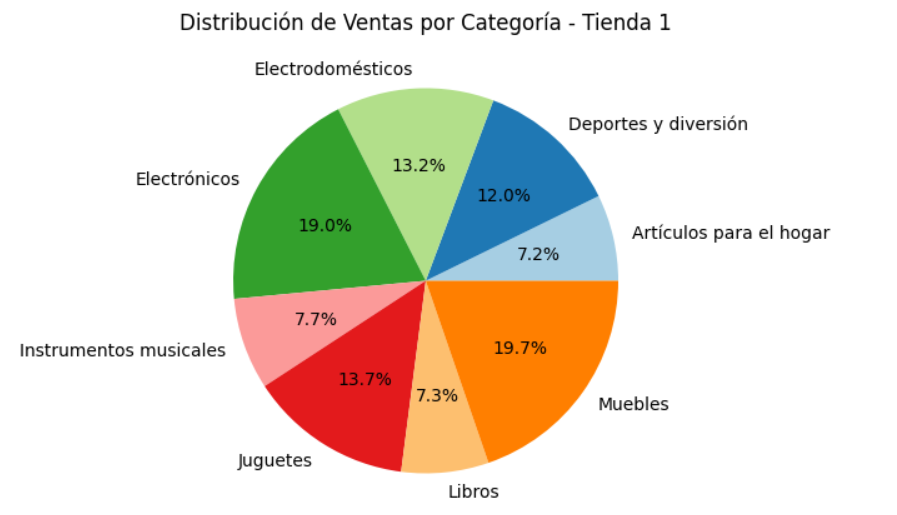 Distribución de Ventas por Categoría - Tienda 1
Electrodomésticos
Deportes y diversión
13.2%
Electrónicos
12.0%
19.0%
Artículos para el hogar
7.2%
7.7%
Instrumentos musicales
19.7%
13.7%
7.3%
Muebles
Juguetes
Libros